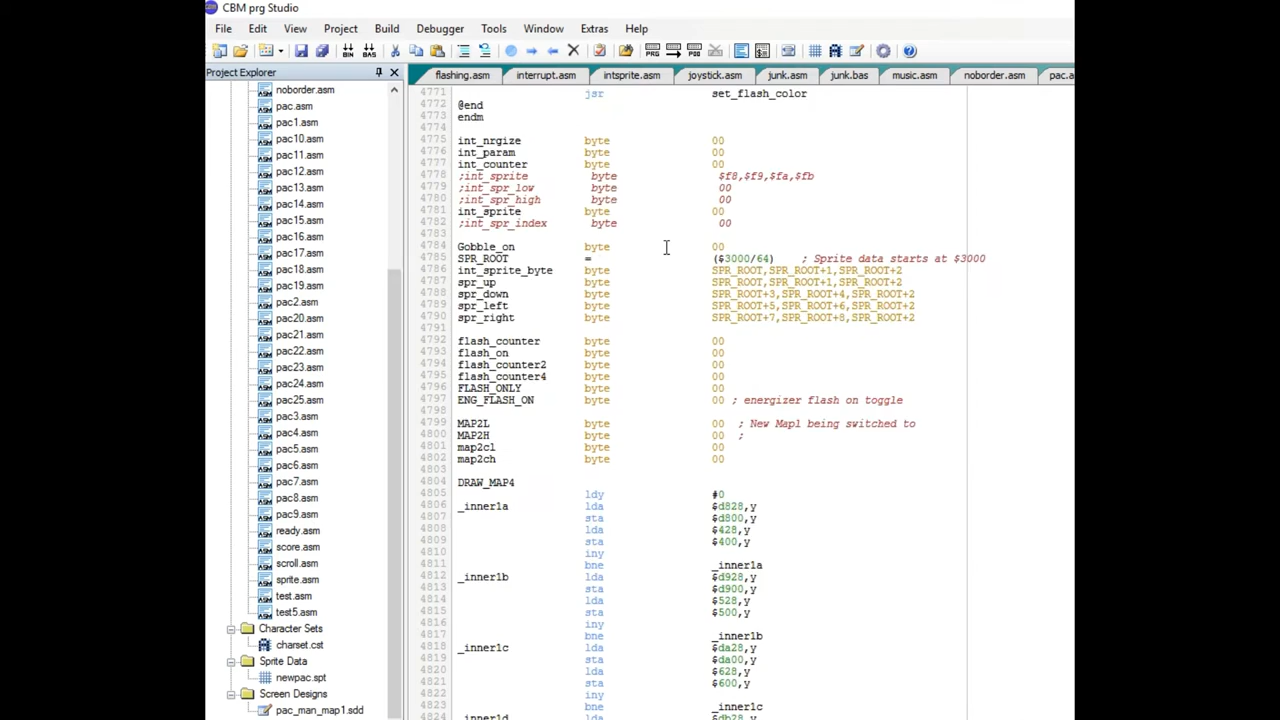 CBM prg Studio
File Edit View Project Build Debugger Tools Window Extras Help
Project Explorer
flashing.asm interrupt.asm intsprite.asm joystick.asm junk.asm junk.bas music.asm noborder.asm pac.a
noborder.asm
pac.asm
pac1.asm
pac10.asm
pac11.asm
pac12.asm
pac13.asm
pac14.asm
pac15.asm
pac16.asm
pac17.asm
pac18.asm
pac19.asm
pac2.asm
pac20.asm
pac21.asm
pac22.asm
pac23.asm
pac24.asm
pac25.asm
pac3.asm
pac4.asm
pac5.asm
pac6.asm
pac7.asm
pac8.asm
pac9.asm
ready.asm
score.asm
scroll.asm
sprite.asm
test.asm
test5.asm
Character Sets
charset.cst
Sprite Data
newpac.spt
Screen Designs
pac_man_map1.sdd
4771 jsr set_flash_color
4772 @end
4773 endm
4774
4775 int_nrgize byte 00
4776 int_param byte 00
4777 int_counter byte 00
4778 ;int_sprite byte $f8,$f9,$fa,$fb
4779 ;int_spr_low byte 00
4780 ;int_spr_high byte 00
4781 int_sprite byte 00
4782 ;int_spr_index byte 00
4783
4784 Gobble_on byte 00
4785 SPR_ROOT = ($3000/64) ; Sprite data starts at $3000
4786 int_sprite_byte byte SPR_ROOT,SPR_ROOT+1,SPR_ROOT+2
4787 spr_up byte SPR_ROOT,SPR_ROOT+1,SPR_ROOT+2
4788 spr_down byte SPR_ROOT+3,SPR_ROOT+4,SPR_ROOT+2
4789 spr_left byte SPR_ROOT+5,SPR_ROOT+6,SPR_ROOT+2
4790 spr_right byte SPR_ROOT+7,SPR_ROOT+8,SPR_ROOT+2
4791
4792 flash_counter byte 00
4793 flash_on byte 00
4794 flash_counter2 byte 00
4795 flash_counter4 byte 00
4796 FLASH_ONLY byte 00
4797 ENG_FLASH_ON byte 00 ; energizer flash on toggle
4798
4799 MAP2L byte 00 ; New Map1 being switched to
4800 MAP2H byte 00 ;
4801 map2cl byte 00
4802 map2ch byte 00
4803
4804 DRAW_MAP4
4805 ldy #0
4806 _inner1a lda $d828,y
4807 sta $d800,y
4808 lda $428,y
4809 sta $400,y
4810 iny
4811 bne _inner1a
4812 _inner1b lda $d928,y
4813 sta $d900,y
4814 lda $528,y
4815 sta $500,y
4816 iny
4817 bne _inner1b
4818 _inner1c lda $da28,y
4819 sta $da00,y
4820 lda $628,y
4821 sta $600,y
4822 iny
4823 bne _inner1c
4824 _inner1d lda $db28,y